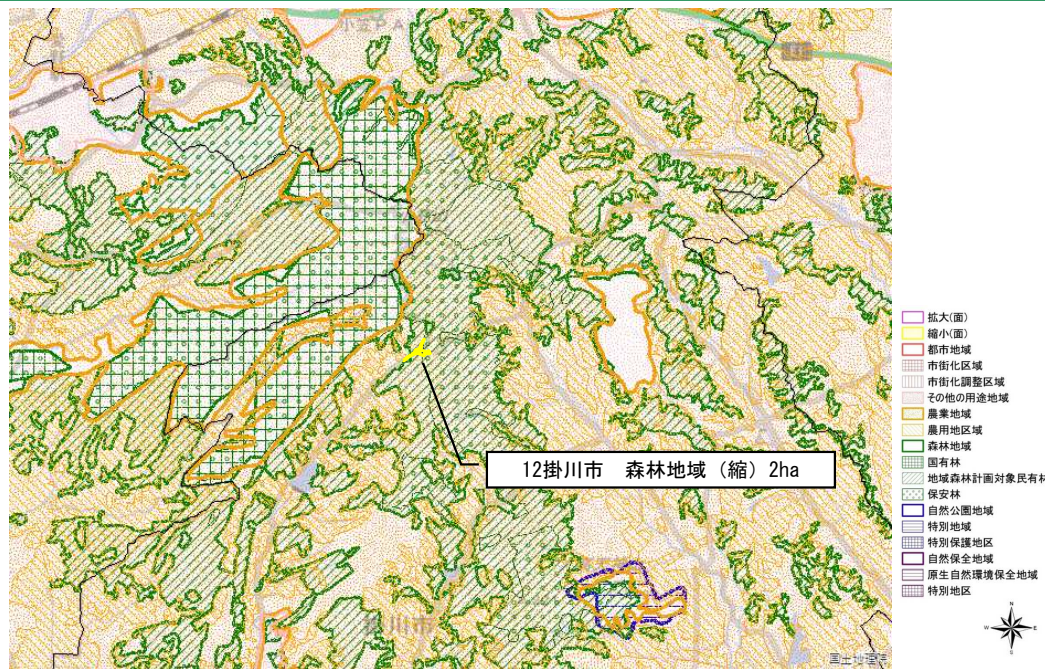 12掛川市 森林地域（縮）2ha
掛川市
国土地理院
拡大(面)
縮小(面)
都市地域
市街化区域
市街化調整区域
その他の用途地域
農業地域
農用地区域
森林地域
国有林
地域森林計画対象民有林
保安林
自然公園地域
特別地域
特別保護地区
自然保全地域
原生自然環境保全地域
特別地区
N
W
E
S